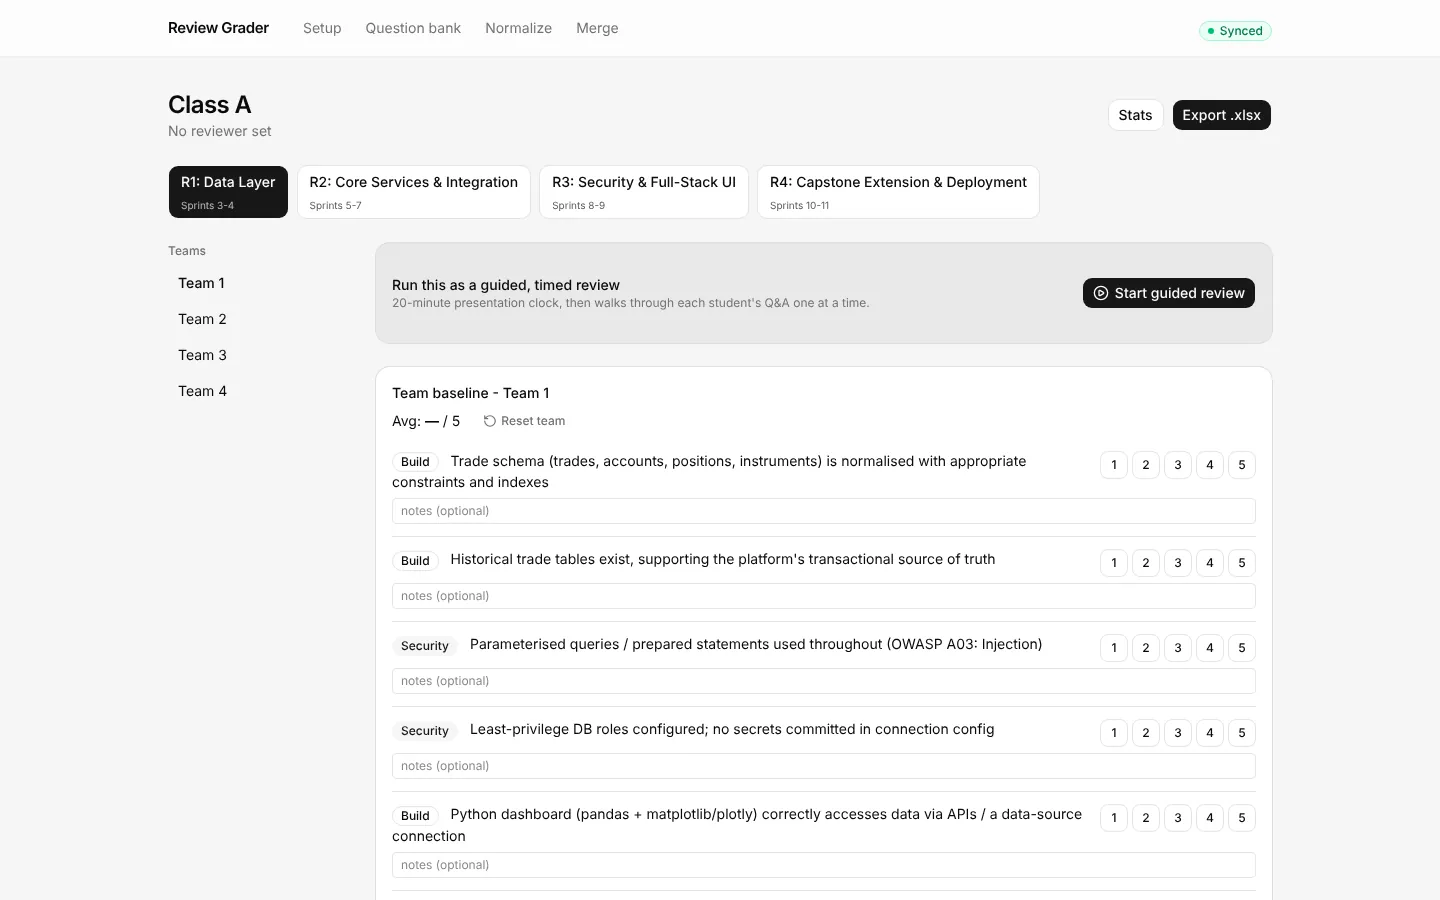 Review Grader
Setup
Question bank
Normalize
Merge
Synced
Class A
No reviewer set
Stats
Export .xlsx
R1: Data Layer
Sprints 3-4
R2: Core Services & Integration
Sprints 5-7
R3: Security & Full-Stack UI
Sprints 8-9
R4: Capstone Extension & Deployment
Sprints 10-11
Teams
Team 1
Team 2
Team 3
Team 4
Run this as a guided, timed review
20-minute presentation clock, then walks through each student's Q&A one at a time.
Start guided review
Team baseline - Team 1
Avg: — / 5
Reset team
Build Trade schema (trades, accounts, positions, instruments) is normalised with appropriate
constraints and indexes
1 2 3 4 5
notes (optional)
Build Historical trade tables exist, supporting the platform's transactional source of truth
1 2 3 4 5
notes (optional)
Security Parameterised queries / prepared statements used throughout (OWASP A03: Injection)
1 2 3 4 5
notes (optional)
Security Least-privilege DB roles configured; no secrets committed in connection config
1 2 3 4 5
notes (optional)
Build Python dashboard (pandas + matplotlib/plotly) correctly accesses data via APIs / a data-source
connection
1 2 3 4 5
notes (optional)